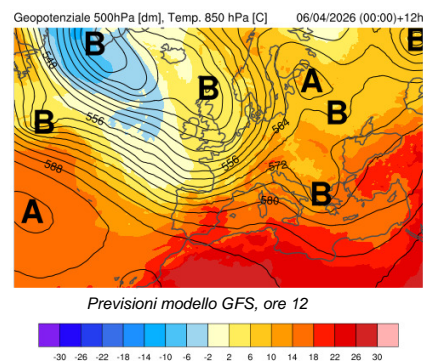 Geopotenziale 500hPa [dm], Temp. 850 hPa [C] 06/04/2026 (00:00)+12h
B
B
B
A
B
B
556
564
556
588
572
580
B
A
Previsioni modello GFS, ore 12
-30 -26 -22 -18 -14 -10 -6 -2 2 6 10 14 18 22 26 30